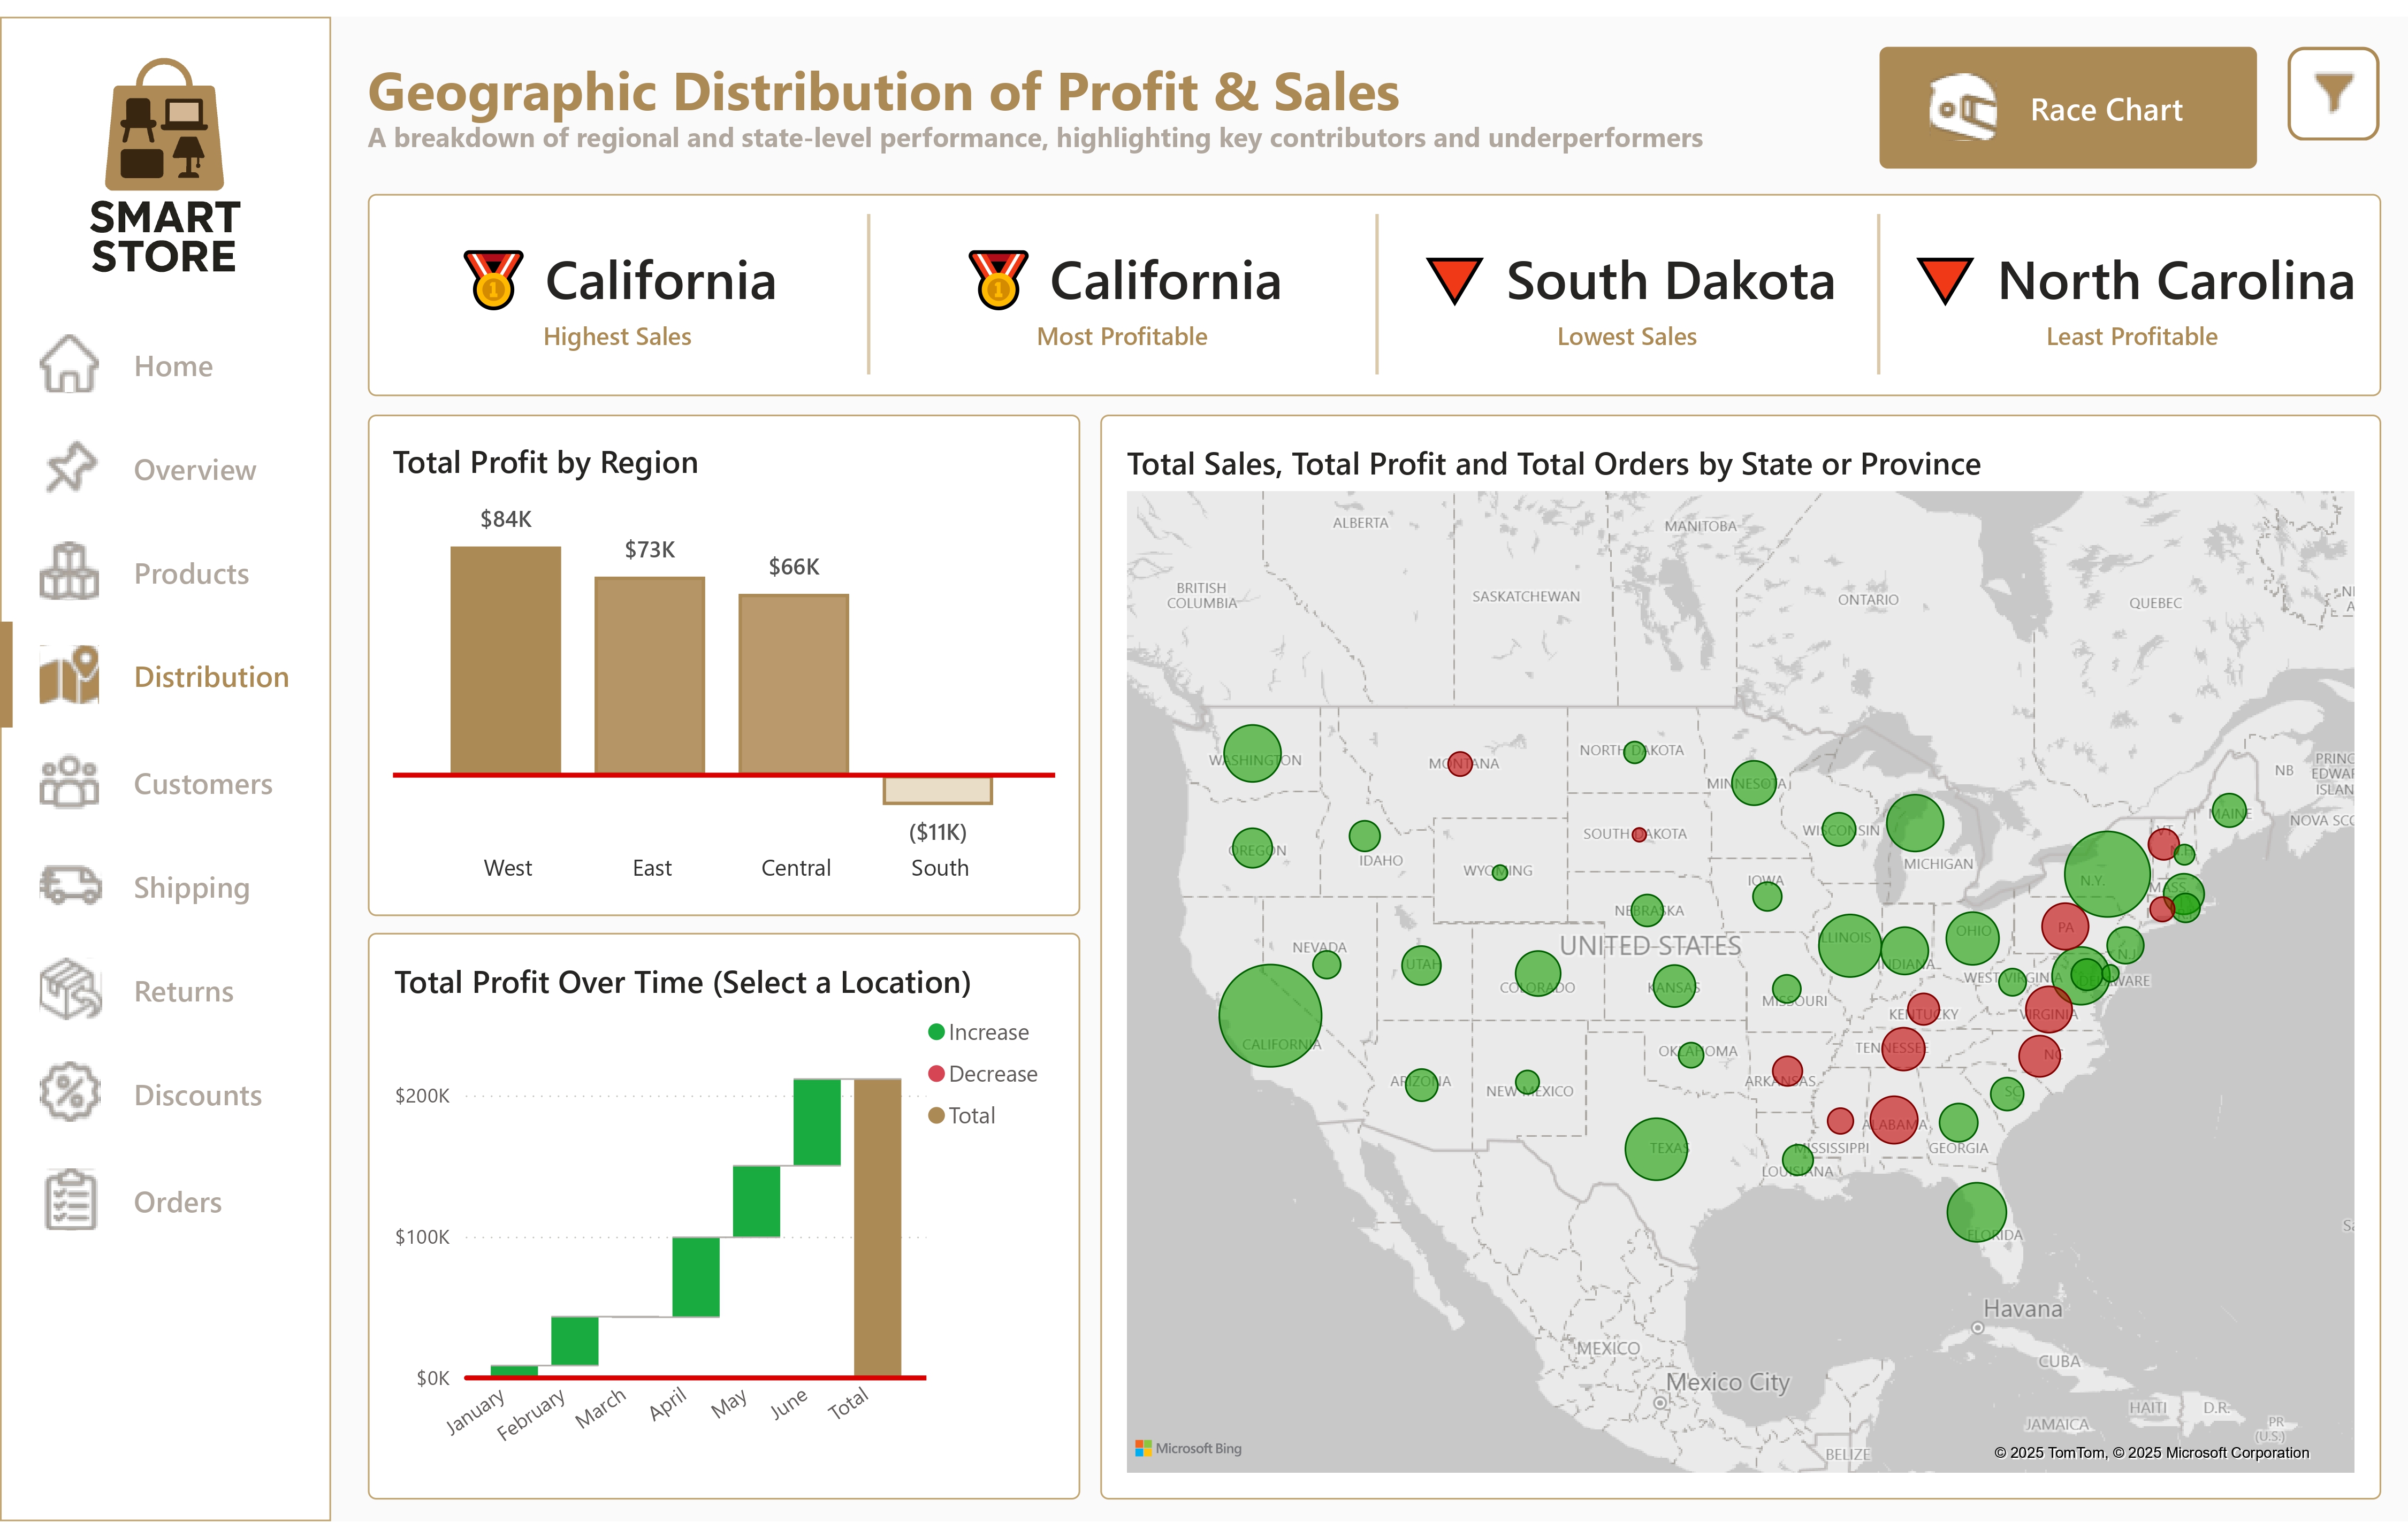 SMART
STORE
Home
Overview
Products
Distribution
Customers
Shipping
Returns
Discounts
Orders
Geographic Distribution of Profit & Sales
A breakdown of regional and state-level performance, highlighting key contributors and underperformers
Race Chart
California
Highest Sales
California
Most Profitable
South Dakota
Lowest Sales
North Carolina
Least Profitable
Total Profit by Region
$84K
$73K
$66K
($11K)
West
East
Central
South
Total Profit Over Time (Select a Location)
Increase
Decrease
Total
$200K
$100K
$0K
January
February
March
April
May
June
Total
Total Sales, Total Profit and Total Orders by State or Province
ALBERTA
MANITOBA
BRITISH
COLUMBIA
SASKATCHEWAN
ONTARIO
QUEBEC
WASHINGTON
MONTANA
NORTH DAKOTA
MINNESOTA
NB
PRINC
EDWAR
ISLAN
MAINE
NOVA SCO
OREGON
IDAHO
WYOMING
SOUTH DAKOTA
WISCONSIN
MICHIGAN
VT
N.Y.
MASS
IOWA
NEBRASKA
UNITED STATES
NEVADA
UTAH
COLORADO
KANSAS
MISSOURI
ILLINOIS
INDIANA
OHIO
PA
N.J.
WEST VIRGINIA
DELAWARE
KENTUCKY
VIRGINIA
CALIFORNIA
ARIZONA
NEW MEXICO
OKLAHOMA
ARKANSAS
TENNESSEE
NC
SC
TEXAS
LOUISIANA
MISSISSIPPI
ALABAMA
GEORGIA
FLORIDA
Havana
MEXICO
CUBA
Mexico City
HAITI
D.R.
JAMAICA
PR
(U.S.)
BELIZE
Microsoft Bing
© 2025 TomTom, © 2025 Microsoft Corporation